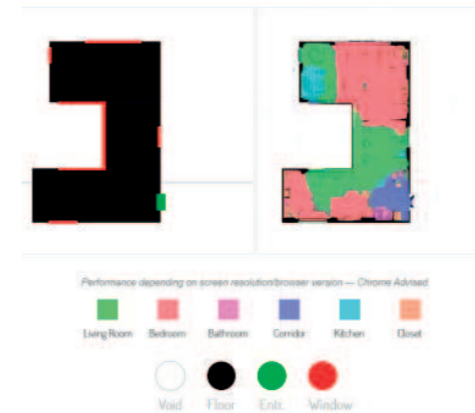 Performance depending on screen resolution/browser version — Chrome Advised
Living Room Bedroom Bathroom Corridor Kitchen Closet
Void Floor Entr. Window